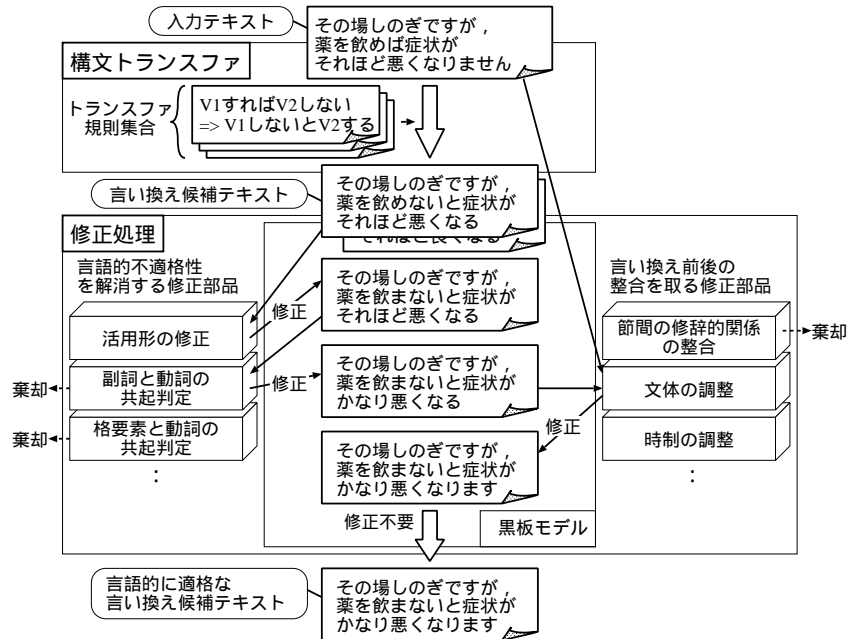 入力テキスト
その場しのぎですが，
薬を飲めば症状が
それほど悪くなりません
構文トランスファ
トランスファ
規則集合
V1すればV2しない
=> V1しないとV2する
言い換え候補テキスト
その場しのぎですが，
薬を飲めないと症状が
それほど悪くなる
それほど良くなる
修正処理
言語的不適格性
を解消する修正部品
言い換え前後の
整合を取る修正部品
修正
その場しのぎですが，
薬を飲まないと症状が
それほど悪くなる
活用形の修正
節間の修辞的関係
の整合
棄却
棄却
副詞と動詞の
共起判定
修正
その場しのぎですが，
薬を飲まないと症状が
かなり悪くなる
文体の調整
棄却
格要素と動詞の
共起判定
修正
その場しのぎですが，
薬を飲まないと症状が
かなり悪くなります
時制の調整
：
：
修正不要
黒板モデル
言語的に適格な
言い換え候補テキスト
その場しのぎですが，
薬を飲まないと症状が
かなり悪くなります